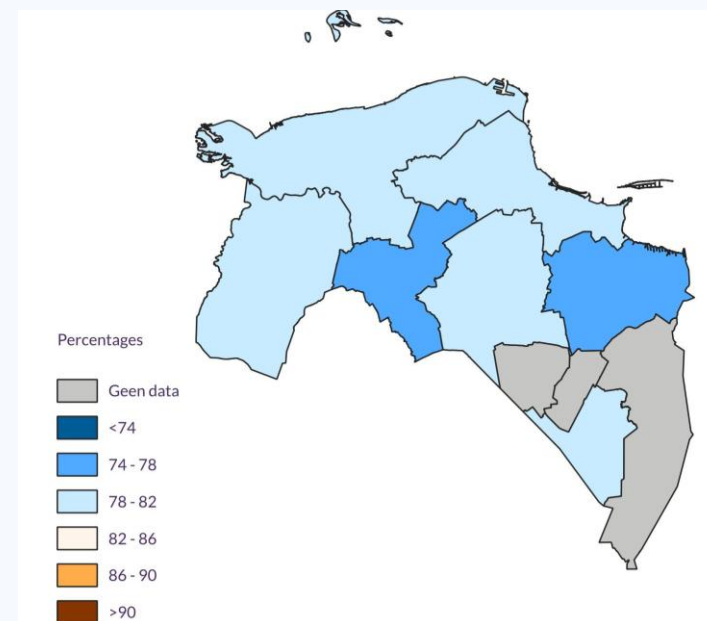 Percentages
Geen data
<74
74 - 78
78 - 82
82 - 86
86 - 90
>90